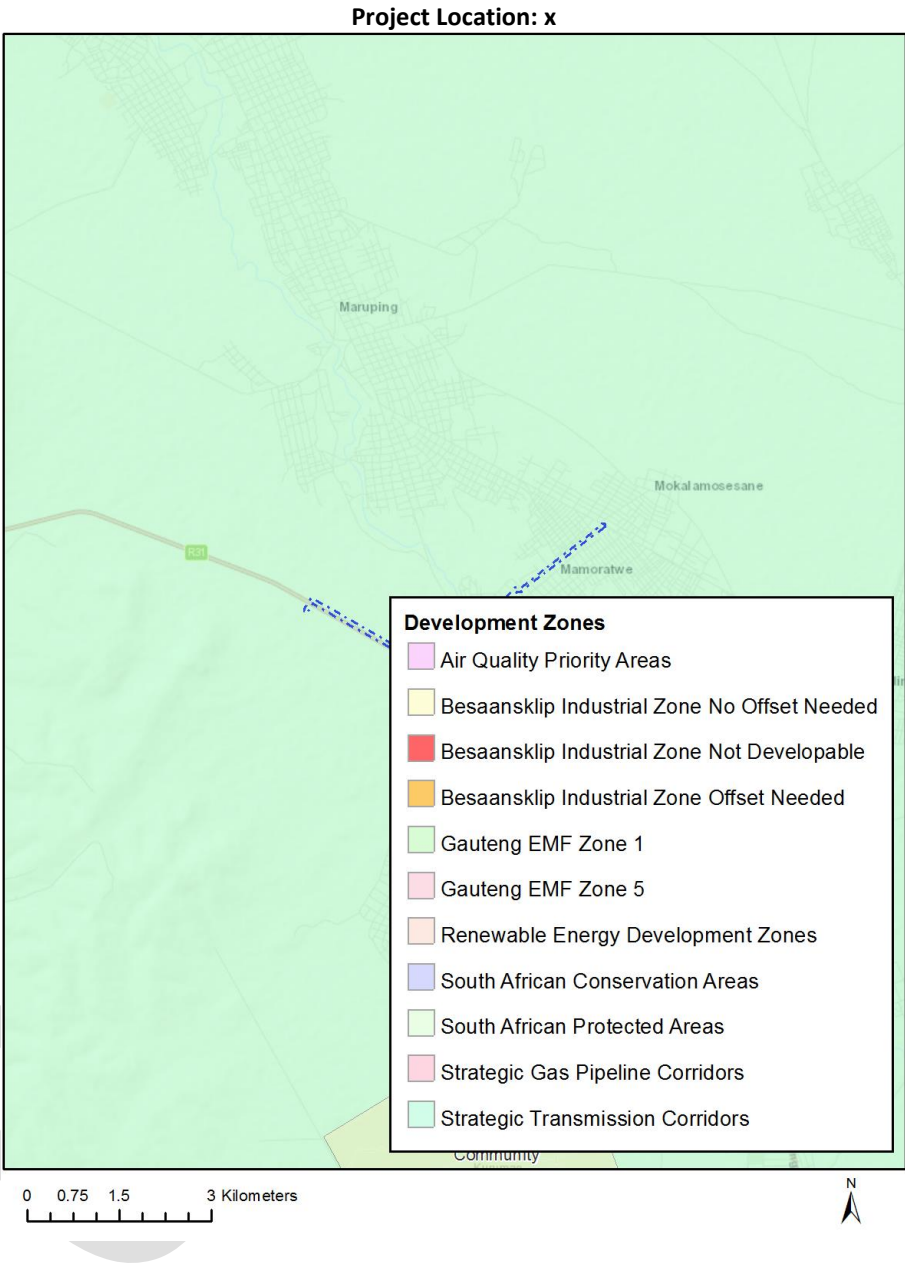 Project Location: x
Maruping
Mokalamosesane
R31
Mamoratwe
Development Zones
Air Quality Priority Areas
Besaansklip Industrial Zone No Offset Needed
Besaansklip Industrial Zone Not Developable
Besaansklip Industrial Zone Offset Needed
Gauteng EMF Zone 1
Gauteng EMF Zone 5
Renewable Energy Development Zones
South African Conservation Areas
South African Protected Areas
Strategic Gas Pipeline Corridors
Strategic Transmission Corridors
Community
0 0.75 1.5 3 Kilometers
N